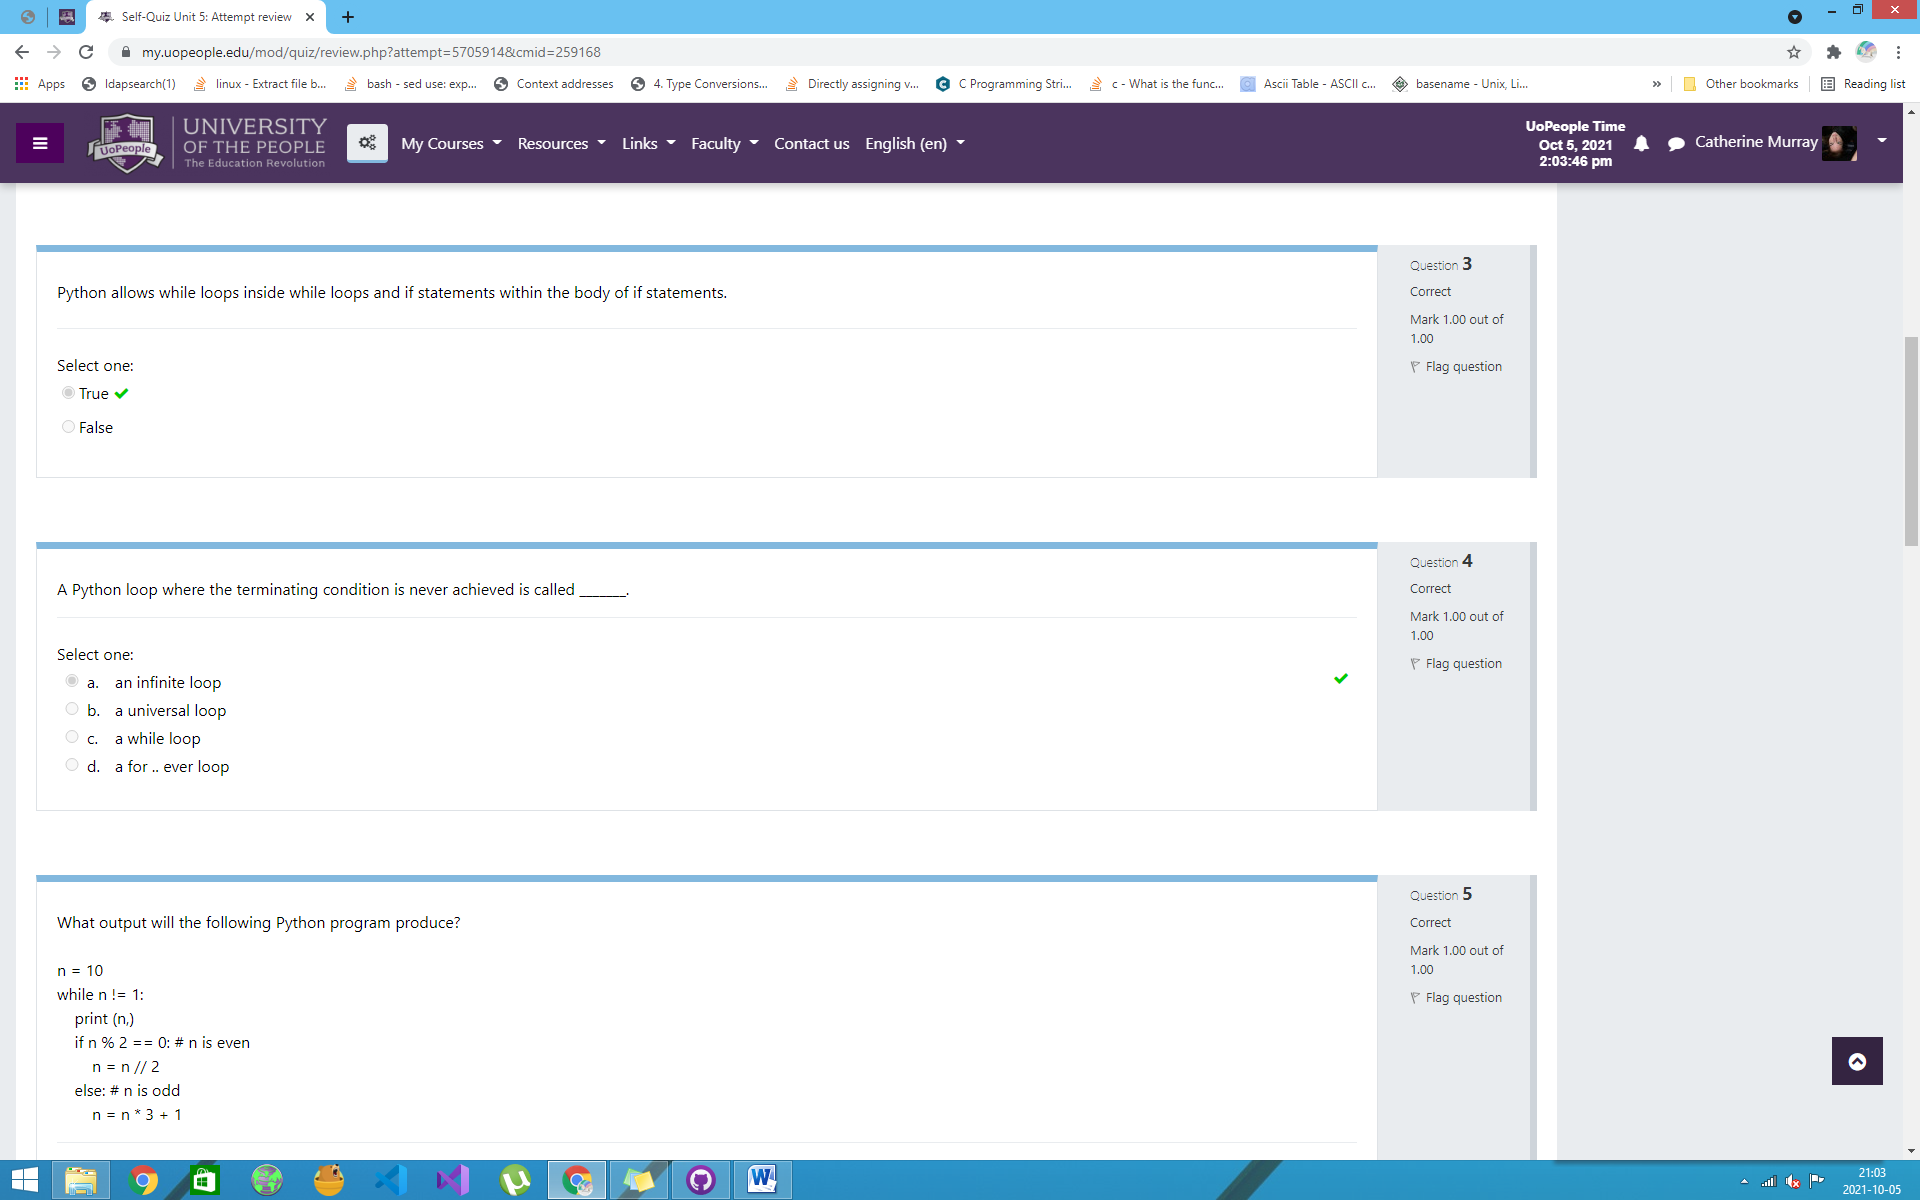 Self-Quiz Unit 5: Attempt review
my.uopeople.edu/mod/quiz/review.php?attempt=5705914&cmid=259168
Apps
ldapsearch(1)
linux - Extract file b...
bash - sed use: exp...
Context addresses
4. Type Conversions...
Directly assigning v...
C Programming Stri...
c - What is the func...
Ascii Table - ASCII c...
basename - Unix, Li...
»
Other bookmarks
Reading list
UoPeople
UNIVERSITY
OF THE PEOPLE
The Education Revolution
My Courses
Resources
Links
Faculty
Contact us
English (en)
UoPeople Time
Oct 5, 2021
2:03:46 pm
Catherine Murray
Python allows while loops inside while loops and if statements within the body of if statements.
Select one:
True
False
Question 3
Correct
Mark 1.00 out of
1.00
Flag question
A Python loop where the terminating condition is never achieved is called _______.
Select one:
a. an infinite loop
b. a universal loop
c. a while loop
d. a for .. ever loop
Question 4
Correct
Mark 1.00 out of
1.00
Flag question
What output will the following Python program produce?
n = 10
while n != 1:
print (n,)
if n % 2 == 0: # n is even
n = n // 2
else: # n is odd
n = n * 3 + 1
Question 5
Correct
Mark 1.00 out of
1.00
Flag question
21:03
2021-10-05